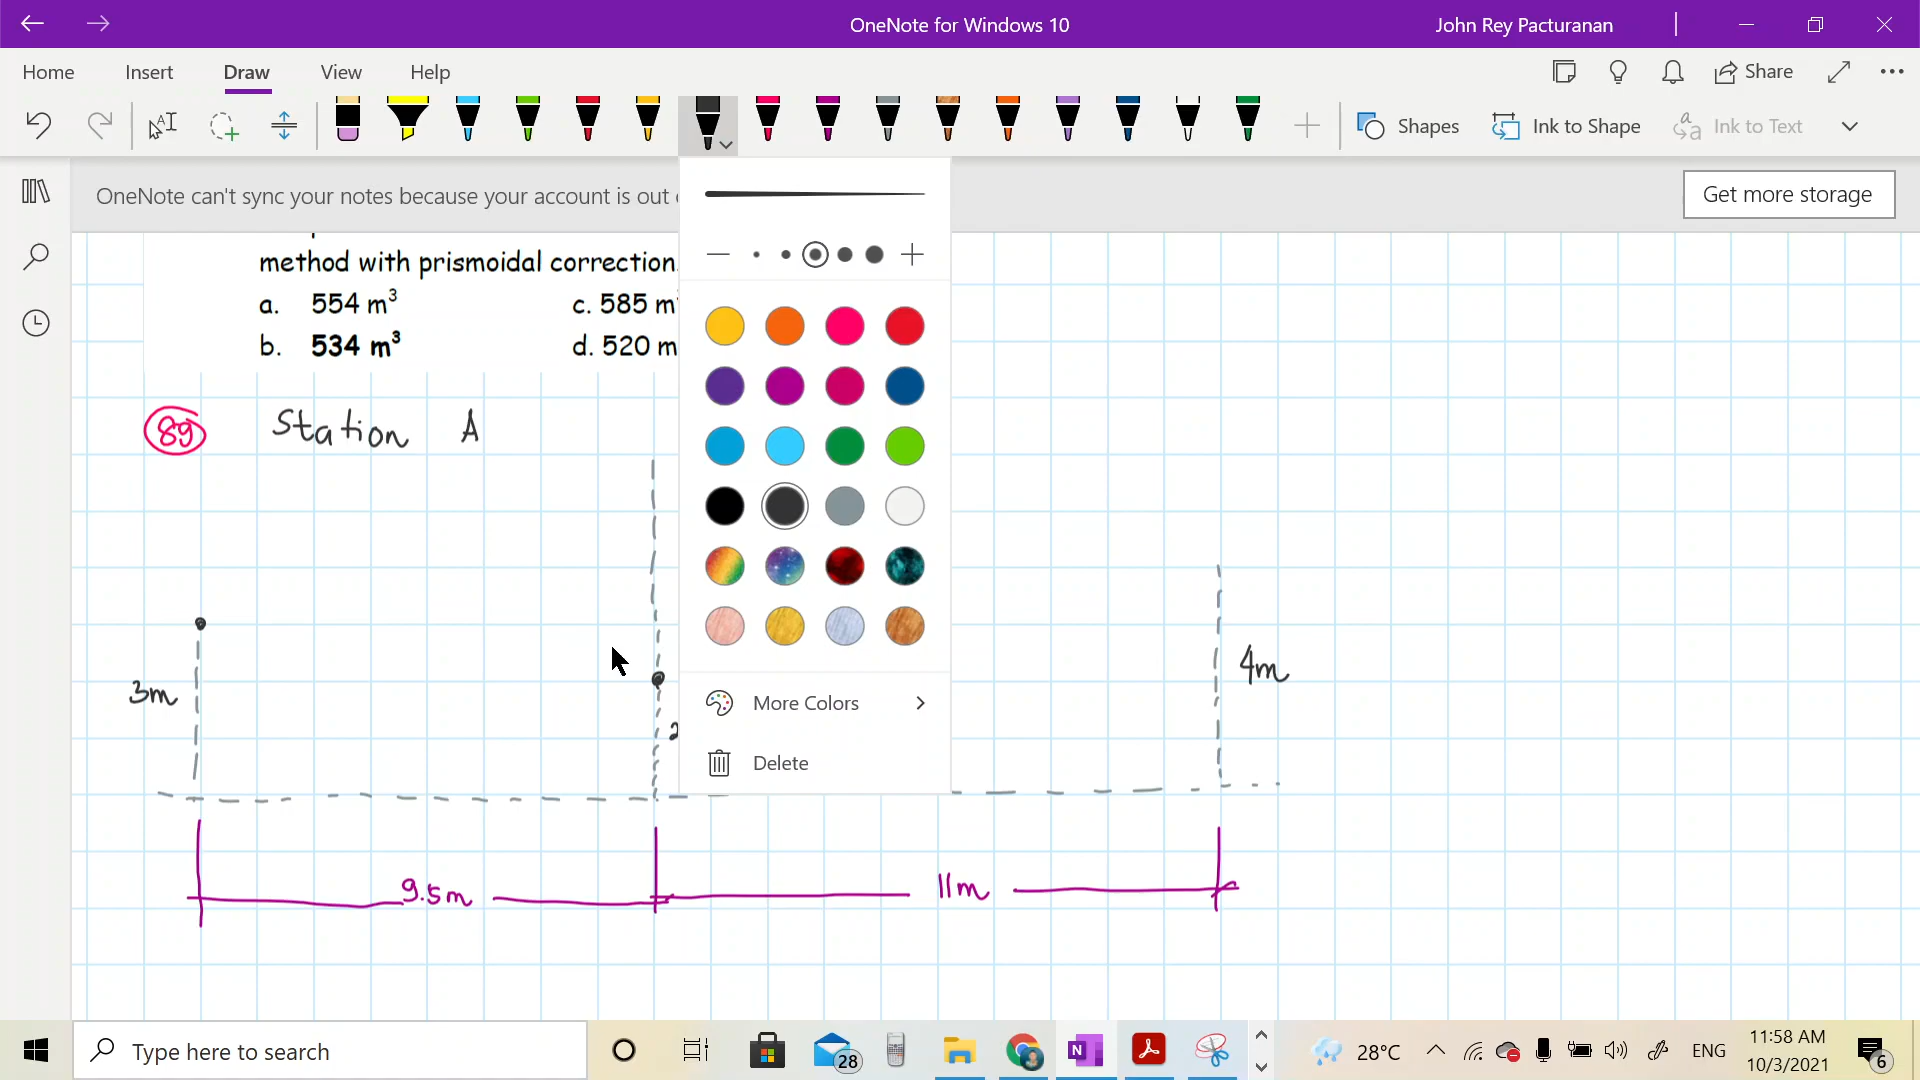 OneNote for Windows 10
John Rey Pacturanan
Home Insert Draw View Help
Share
Shapes Ink to Shape Ink to Text
OneNote can't sync your notes because your account is out
Get more storage
method with prismoidal correction.
a. 554 m³ c. 585 m³
b. 534 m³ d. 520 m
89 Station A
3m
2
4m
More Colors
Delete
9.5m 11m
Type here to search
28
28°C
ENG
11:58 AM
10/3/2021
6